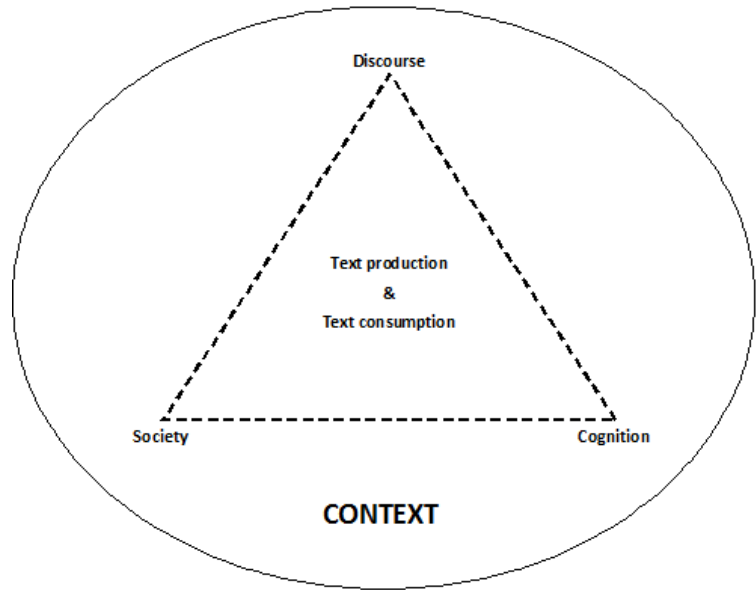 Discourse
Text production
&
Text consumption
Society
Cognition
CONTEXT